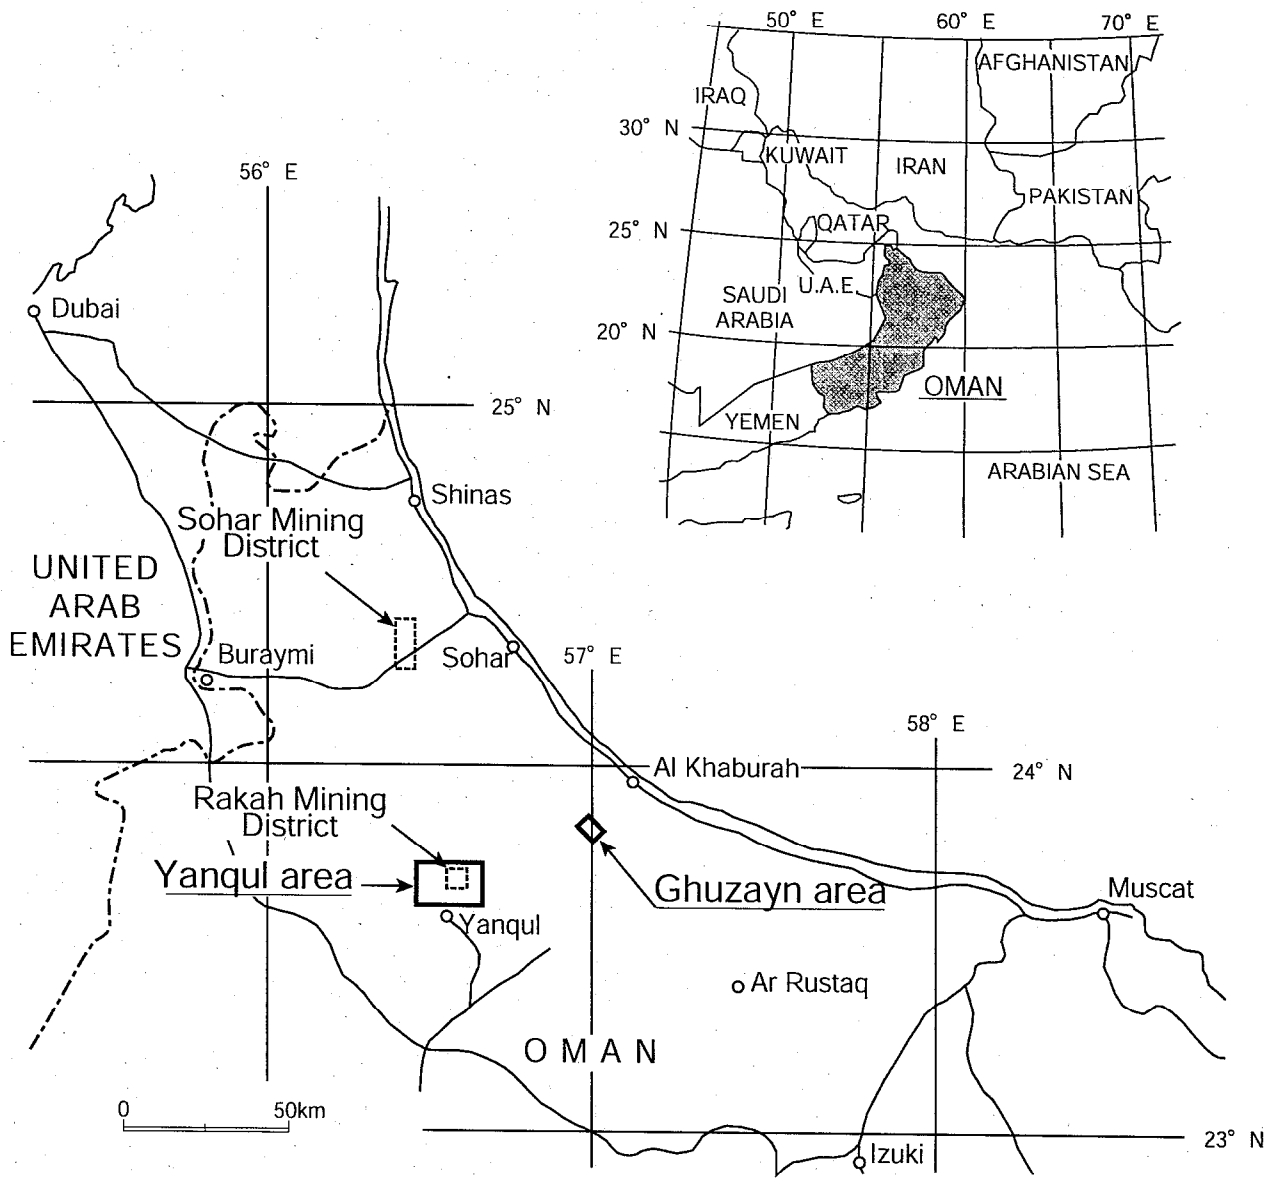 50° E
60° E
70° E
AFGHANISTAN
IRAQ
30° N
KUWAIT
IRAN
PAKISTAN
25° N
QATAR
U.A.E.
SAUDI
ARABIA
20° N
OMAN
YEMEN
ARABIAN SEA
56° E
Dubai
25° N
Shinas
Sohar Mining
District
UNITED
ARAB
EMIRATES
Buraymi
Sohar
57° E
58° E
Al Khaburah
24° N
Rakah Mining
District
Yanqul area
Ghuzayn area
Muscat
Yanqul
Ar Rustaq
OMAN
0
50km
23° N
Izuki